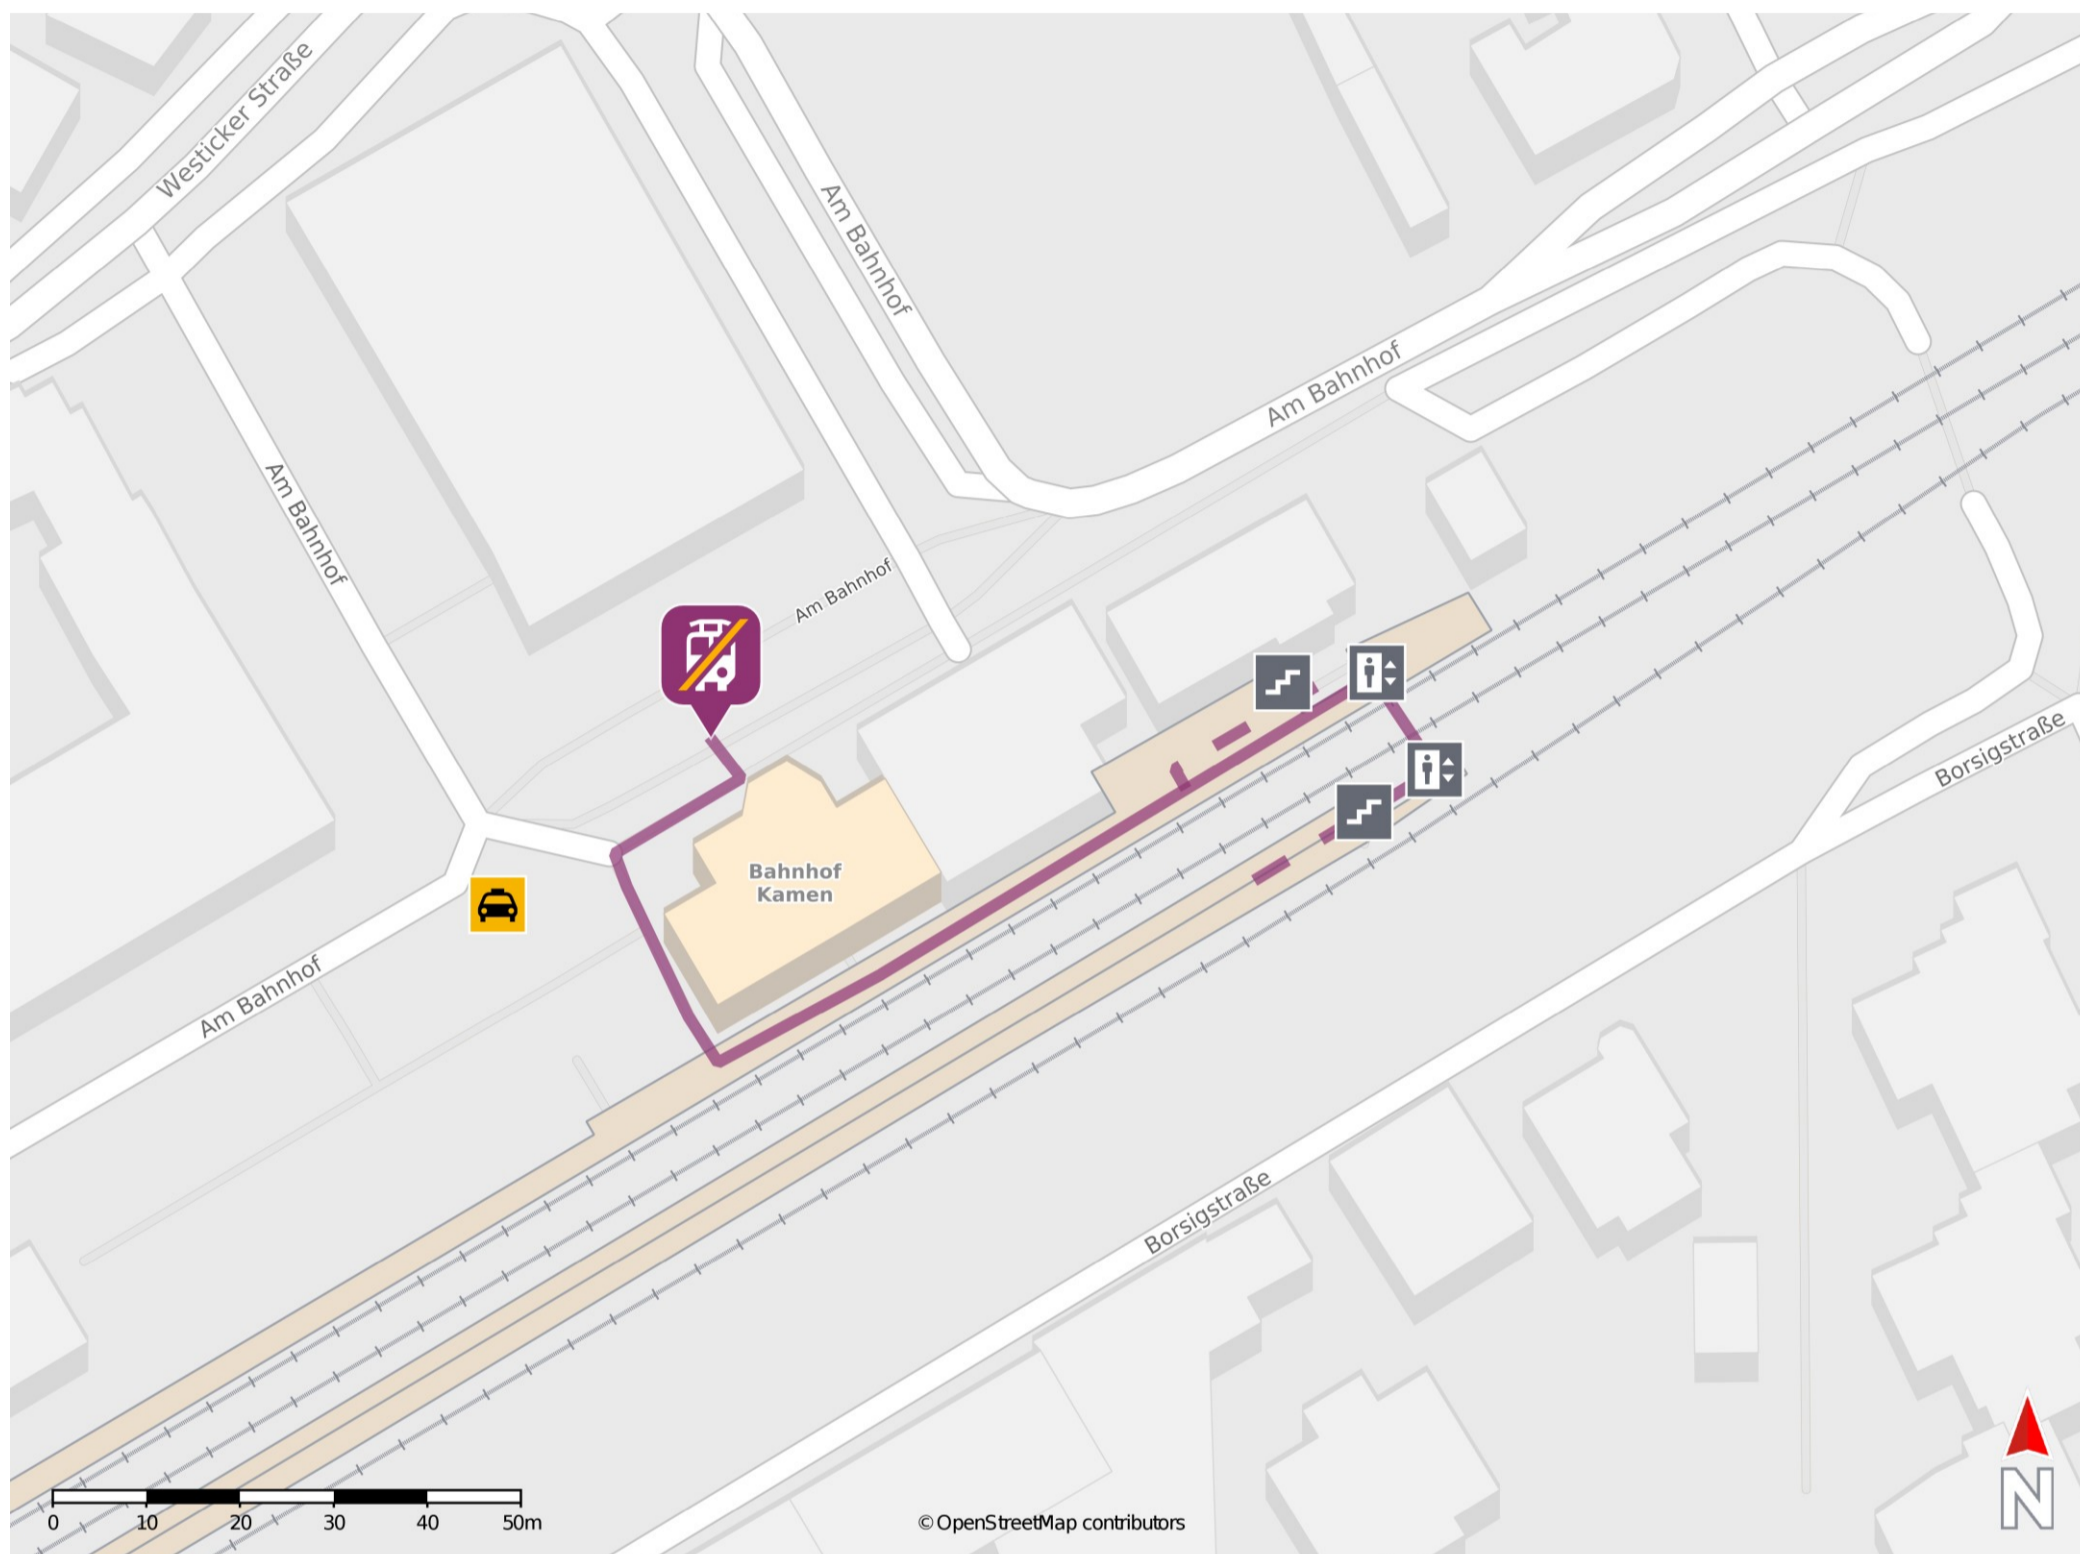 Westicker Straße
Am Bahnhof
Am Bahnhof
Am Bahnhof
Am Bahnhof
Borsigstraße
Bahnhof
Kamen
Am Bahnhof
Borsigstraße
0 10 20 30 40 50m
© OpenStreetMap contributors
N